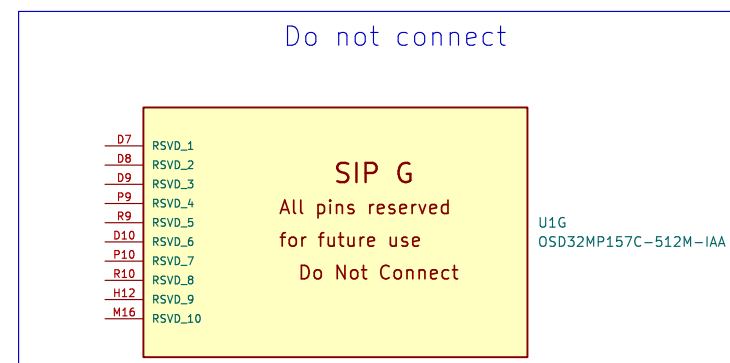 Do not connect
D7 RSVD_1
D8 RSVD_2
D9 RSVD_3
P9 RSVD_4
R9 RSVD_5
D10 RSVD_6
P10 RSVD_7
R10 RSVD_8
H12 RSVD_9
M16 RSVD_10
SIP G
All pins reserved
for future use
Do Not Connect
U1G
OSD32MP157C-512M-IAA